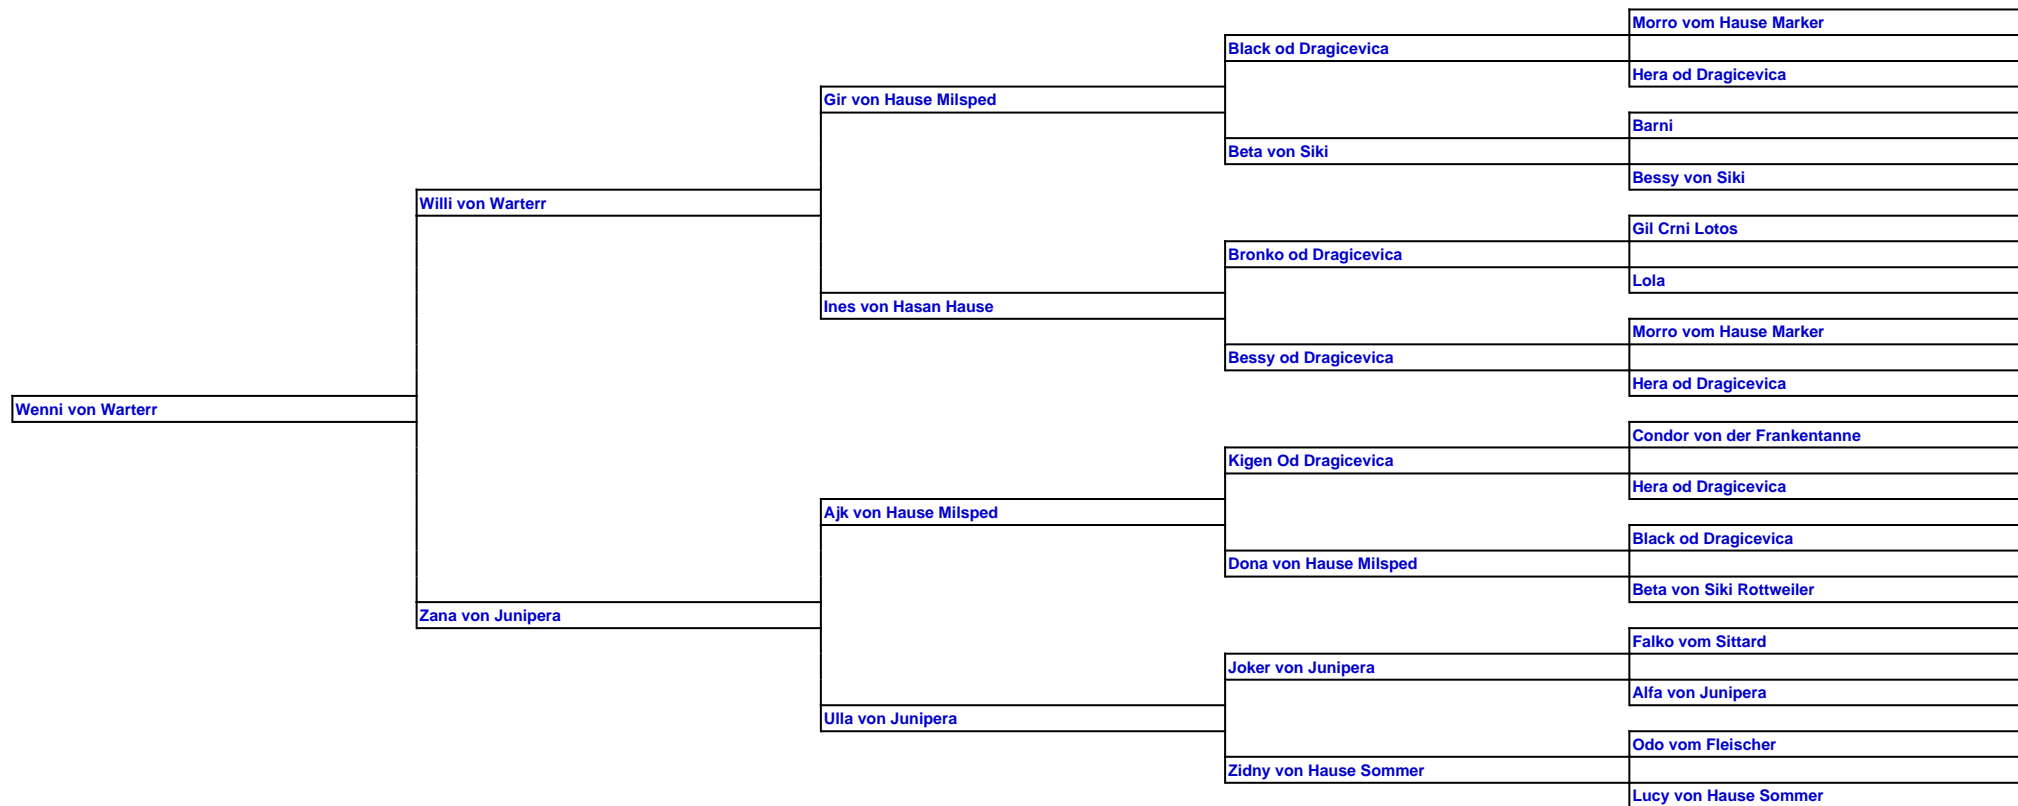 Morro vom Hause Marker
Black od Dragicevica
Hera od Dragicevica
Gir von Hause Milsped
Barni
Beta von Siki
Bessy von Siki
Willi von Warterr
Gil Crni Lotos
Bronko od Dragicevica
Lola
Ines von Hasan Hause
Morro vom Hause Marker
Bessy od Dragicevica
Hera od Dragicevica
Wenni von Warterr
Condor von der Frankentanne
Kigen Od Dragicevica
Hera od Dragicevica
Ajk von Hause Milsped
Black od Dragicevica
Dona von Hause Milsped
Beta von Siki Rottweiler
Zana von Junipera
Falko vom Sittard
Joker von Junipera
Alfa von Junipera
Ulla von Junipera
Odo vom Fleischer
Zidny von Hause Sommer
Lucy von Hause Sommer